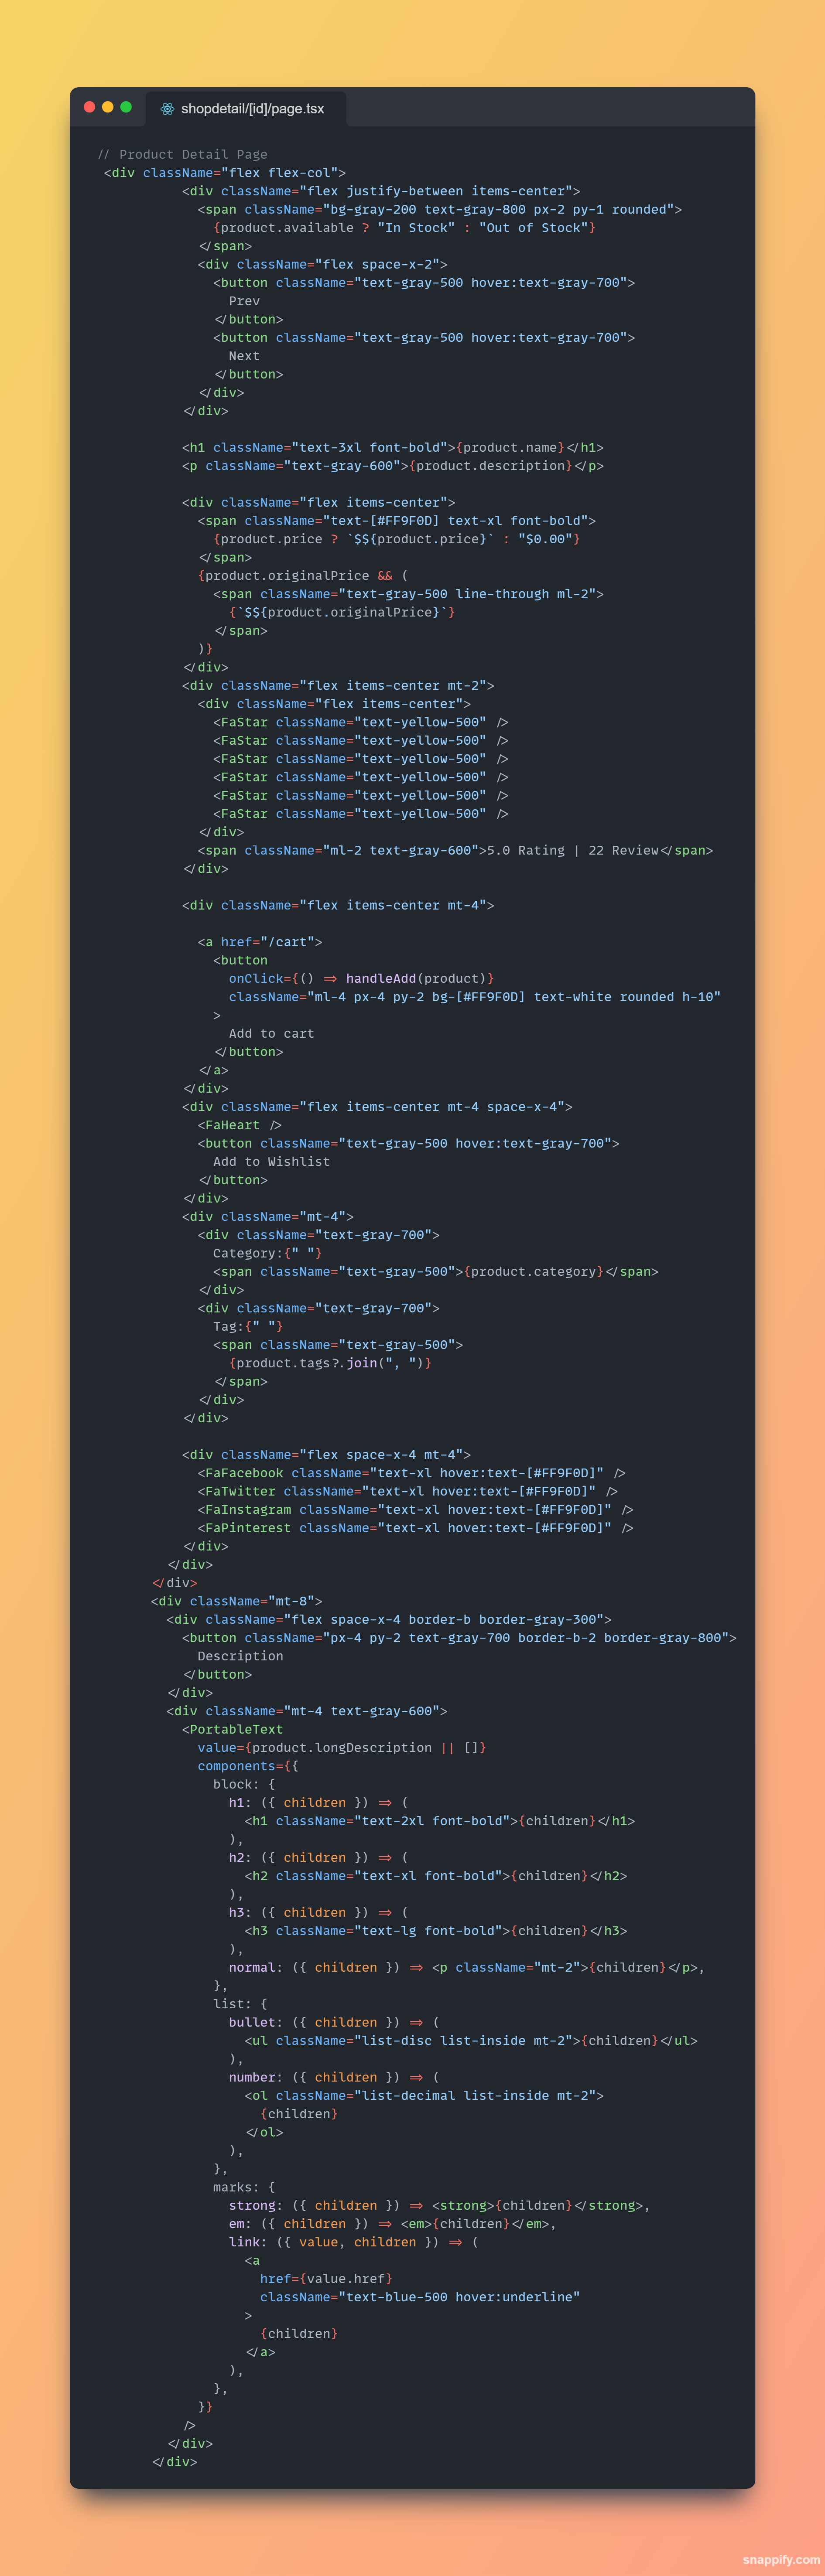 shopdetail/[id]/page.tsx
// Product Detail Page
<div className="flex flex-col">
<div className="flex justify-between items-center">
<span className="bg-gray-200 text-gray-800 px-2 py-1 rounded">
{product.available ? "In Stock" : "Out of Stock"}
</span>
<div className="flex space-x-2">
<button className="text-gray-500 hover:text-gray-700">
Prev
</button>
<button className="text-gray-500 hover:text-gray-700">
Next
</button>
</div>
</div>
<h1 className="text-3xl font-bold">{product.name}</h1>
<p className="text-gray-600">{product.description}</p>
<div className="flex items-center">
<span className="text-[#FF9F0D] text-xl font-bold">
{product.price ? `$${product.price}` : "$0.00"}
</span>
{product.originalPrice && (
<span className="text-gray-500 line-through ml-2">
{`$${product.originalPrice}`}
</span>
)}
</div>
<div className="flex items-center mt-2">
<div className="flex items-center">
<FaStar className="text-yellow-500" />
<FaStar className="text-yellow-500" />
<FaStar className="text-yellow-500" />
<FaStar className="text-yellow-500" />
<FaStar className="text-yellow-500" />
<FaStar className="text-yellow-500" />
</div>
<span className="ml-2 text-gray-600">5.0 Rating | 22 Review</span>
</div>
<div className="flex items-center mt-4">
<a href="/cart">
<button
onClick={() => handleAdd(product)}
className="ml-4 px-4 py-2 bg-[#FF9F0D] text-white rounded h-10"
>
Add to cart
</button>
</a>
</div>
<div className="flex items-center mt-4 space-x-4">
<FaHeart />
<button className="text-gray-500 hover:text-gray-700">
Add to Wishlist
</button>
</div>
<div className="mt-4">
<div className="text-gray-700">
Category:{" "}
<span className="text-gray-500">{product.category}</span>
</div>
<div className="text-gray-700">
Tag:{" "}
<span className="text-gray-500">
{product.tags?.join(", ")}
</span>
</div>
</div>
<div className="flex space-x-4 mt-4">
<FaFacebook className="text-xl hover:text-[#FF9F0D]" />
<FaTwitter className="text-xl hover:text-[#FF9F0D]" />
<FaInstagram className="text-xl hover:text-[#FF9F0D]" />
<FaPinterest className="text-xl hover:text-[#FF9F0D]" />
</div>
</div>
</div>
<div className="mt-8">
<div className="flex space-x-4 border-b border-gray-300">
<button className="px-4 py-2 text-gray-700 border-b-2 border-gray-800">
Description
</button>
</div>
<div className="mt-4 text-gray-600">
<PortableText
value={product.longDescription || []}
components={{
block: {
h1: ({ children }) => (
<h1 className="text-2xl font-bold">{children}</h1>
),
h2: ({ children }) => (
<h2 className="text-xl font-bold">{children}</h2>
),
h3: ({ children }) => (
<h3 className="text-lg font-bold">{children}</h3>
),
normal: ({ children }) => <p className="mt-2">{children}</p>,
},
list: {
bullet: ({ children }) => (
<ul className="list-disc list-inside mt-2">{children}</ul>
),
number: ({ children }) => (
<ol className="list-decimal list-inside mt-2">
{children}
</ol>
),
},
marks: {
strong: ({ children }) => <strong>{children}</strong>,
em: ({ children }) => <em>{children}</em>,
link: ({ value, children }) => (
<a
href={value.href}
className="text-blue-500 hover:underline"
>
{children}
</a>
),
},
}}
/>
</div>
</div>
snappify.com